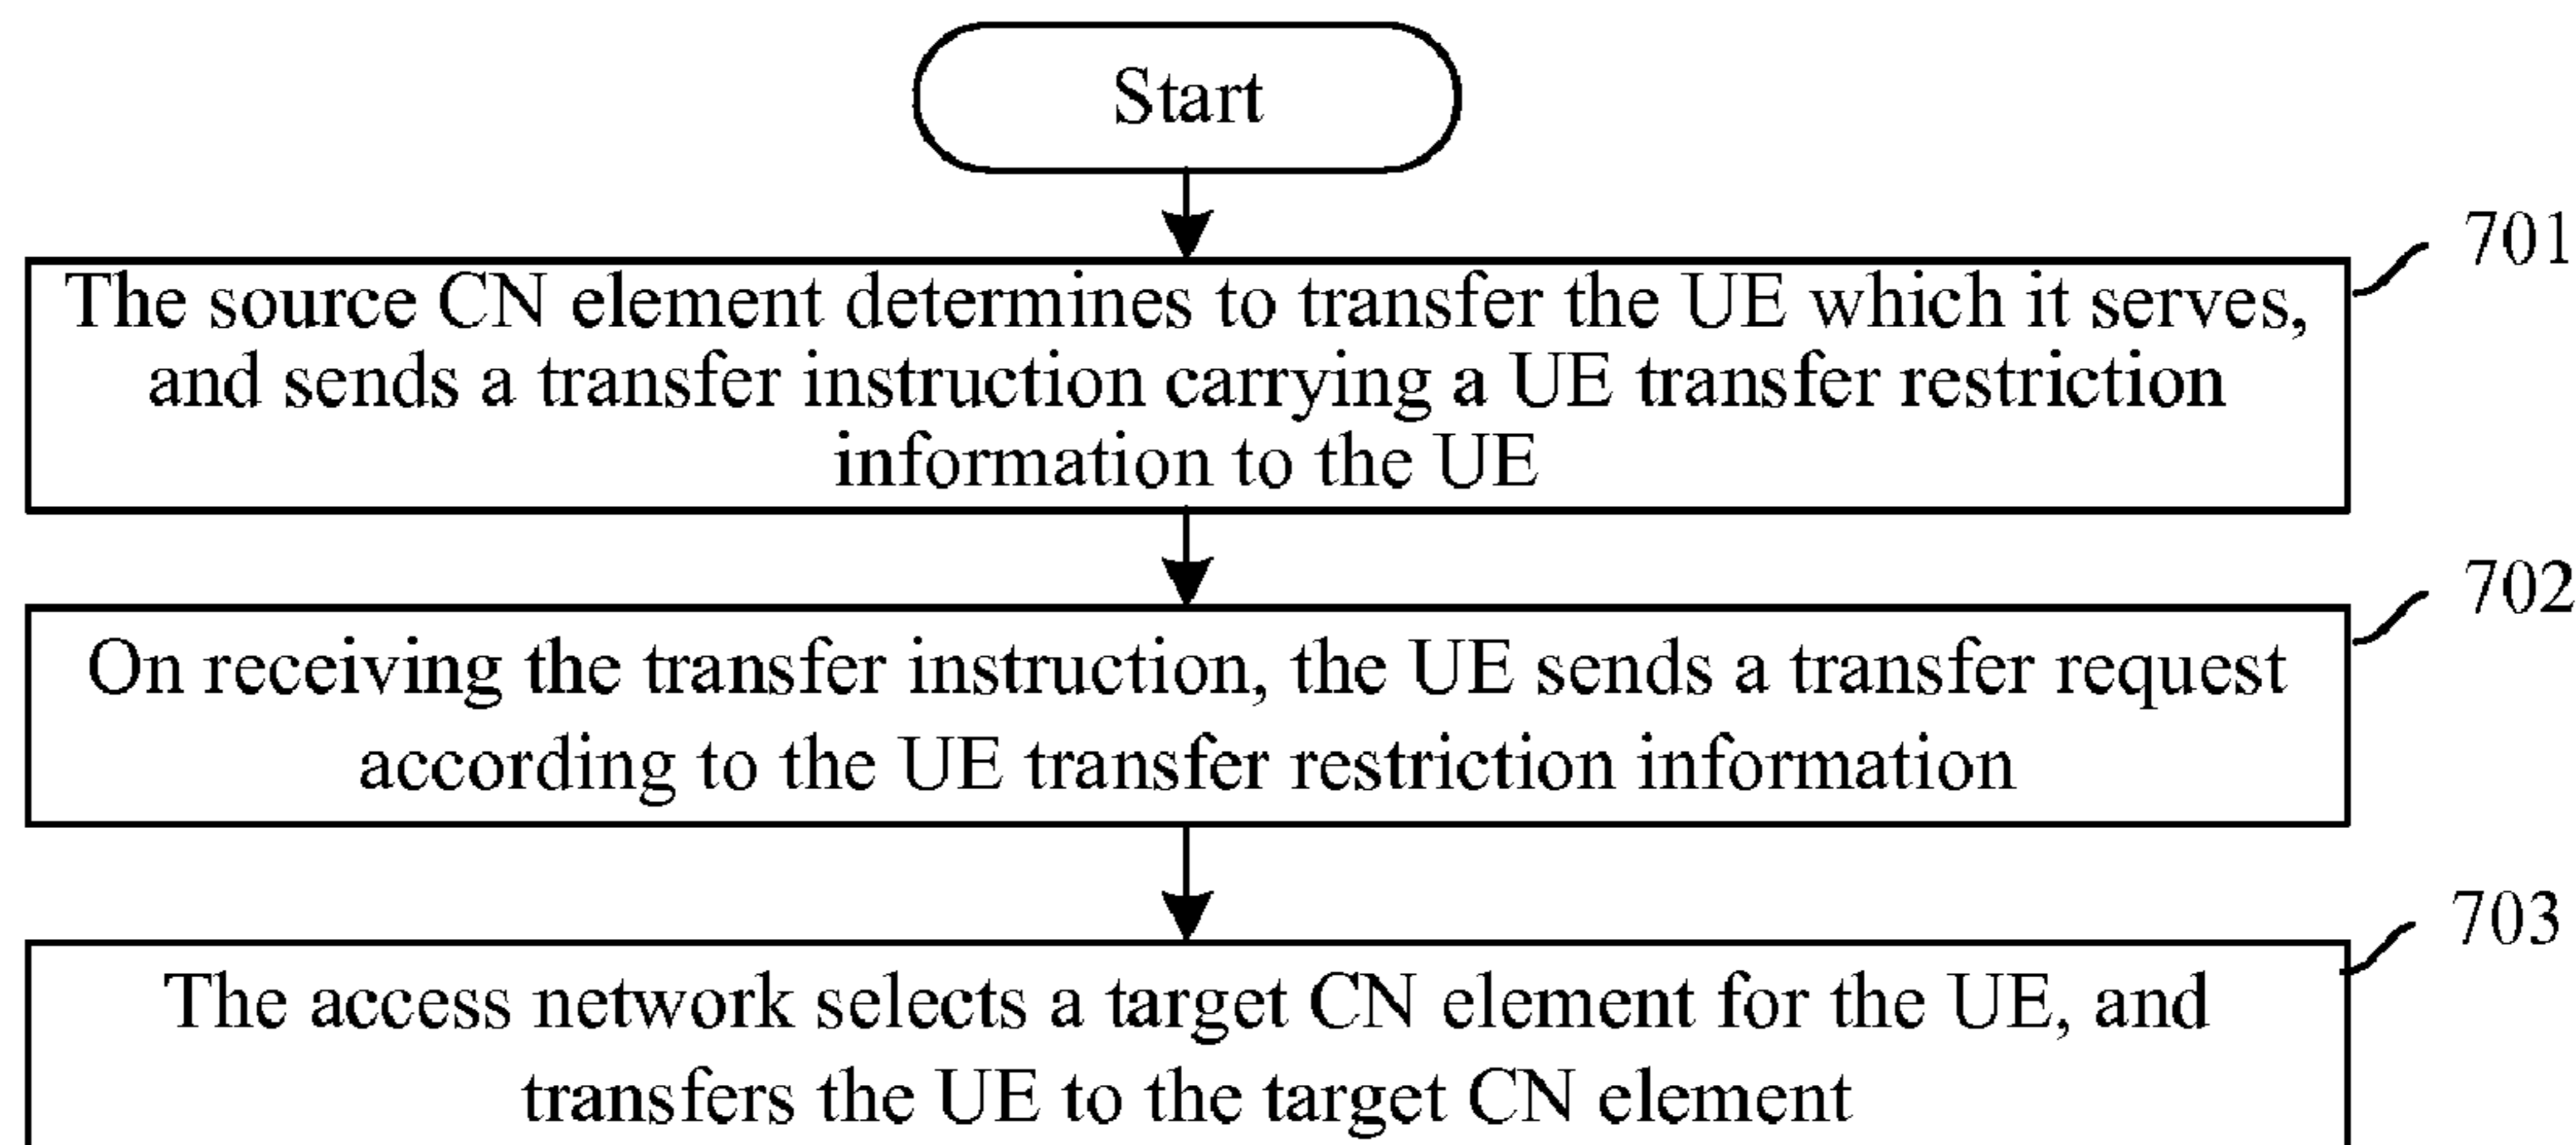 Start
701
The source CN element determines to transfer the UE which it serves,
and sends a transfer instruction carrying a UE transfer restriction
information to the UE
702
On receiving the transfer instruction, the UE sends a transfer request
according to the UE transfer restriction information
703
The access network selects a target CN element for the UE, and
transfers the UE to the target CN element